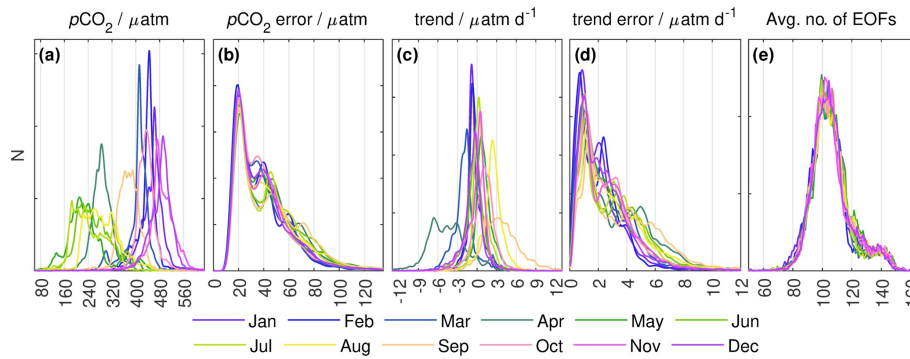 pCO2 / μatm pCO2 error / μatm trend / μatm d-1 trend error / μatm d-1 Avg. no. of EOFs
(a) (b) (c) (d) (e)
N
80 160 240 320 400 480 560 0 20 40 60 80 100 120 -12 -9 -6 -3 0 3 6 9 12 0 2 4 6 8 10 12 60 80 100 120 140 160
Jan Feb Mar Apr May Jun
Jul Aug Sep Oct Nov Dec